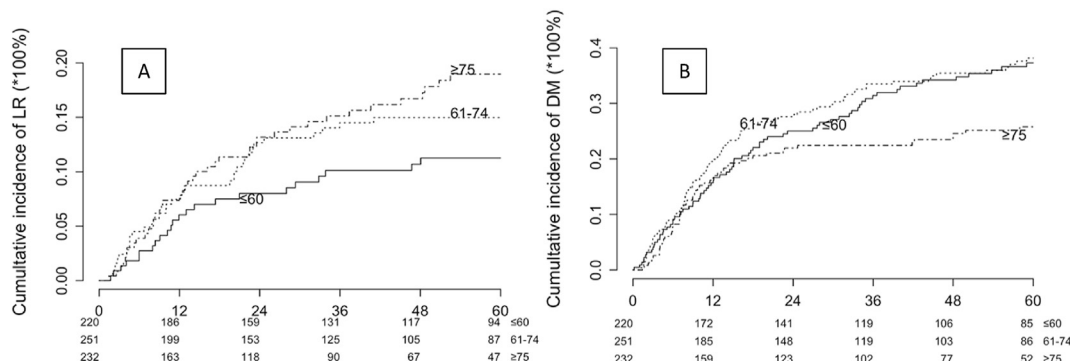 A
Cumultative incidence of LR (*100%)
0.20
0.15
0.10
0.05
0.00
≥75
61-74
≤60
0 12 24 36 48 60
220 186 159 131 117 94 ≤60
251 199 153 125 105 87 61-74
232 163 118 90 67 47 ≥75
B
Cumultative incidence of DM (*100%)
0.4
0.3
0.2
0.1
0.0
61-74
≤60
≥75
0 12 24 36 48 60
220 172 141 119 106 85 ≤60
251 185 148 119 103 86 61-74
232 159 123 102 77 52 ≥75